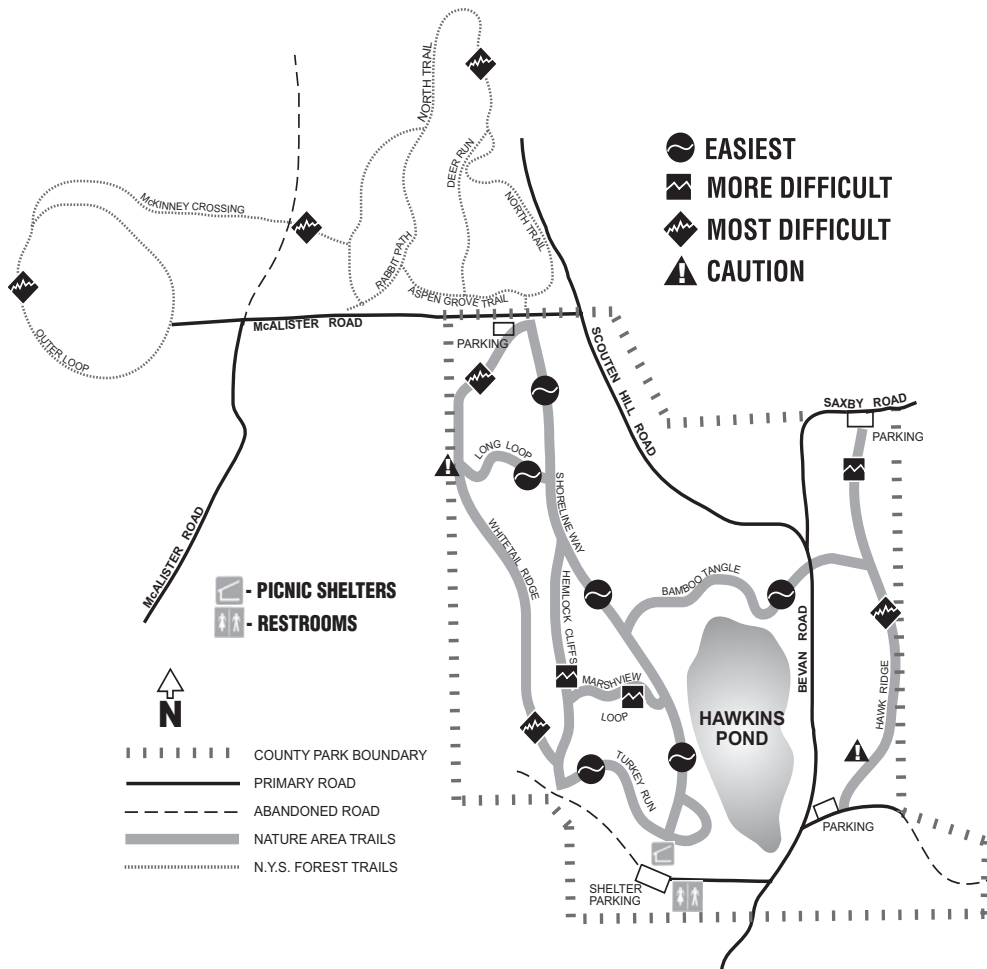 NORTH TRAIL
DEER RUN
NORTH TRAIL
RABBIT PATH
ASPEN GROVE TRAIL
McKINNEY CROSSING
OUTER LOOP
EASIEST
MORE DIFFICULT
MOST DIFFICULT
CAUTION
McALISTER ROAD
PARKING
SCOUTEN HILL ROAD
SAXBY ROAD
PARKING
LONG LOOP
SHORELINE WAY
WHITETAIL RIDGE
HEMLOCK CLIFFS
BAMBOO TANGLE
McALISTER ROAD
- PICNIC SHELTERS
- RESTROOMS
BEVAN ROAD
MARSHVIEW
LOOP
HAWKINS
POND
HAWK RIDGE
TURKEY RUN
N
COUNTY PARK BOUNDARY
PRIMARY ROAD
ABANDONED ROAD
NATURE AREA TRAILS
N.Y.S. FOREST TRAILS
PARKING
SHELTER
PARKING